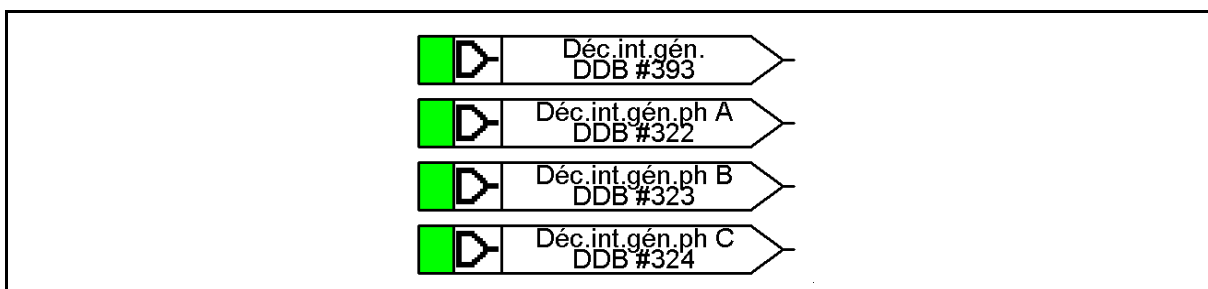 Déc.int.gén.
DDB #393
Déc.int.gén.ph A
DDB #322
Déc.int.gén.ph B
DDB #323
Déc.int.gén.ph C
DDB #324